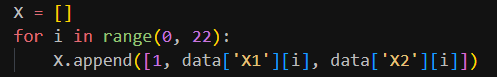 X = []
for i in range(0, 22):
    X.append([1, data['X1'][i], data['X2'][i]])